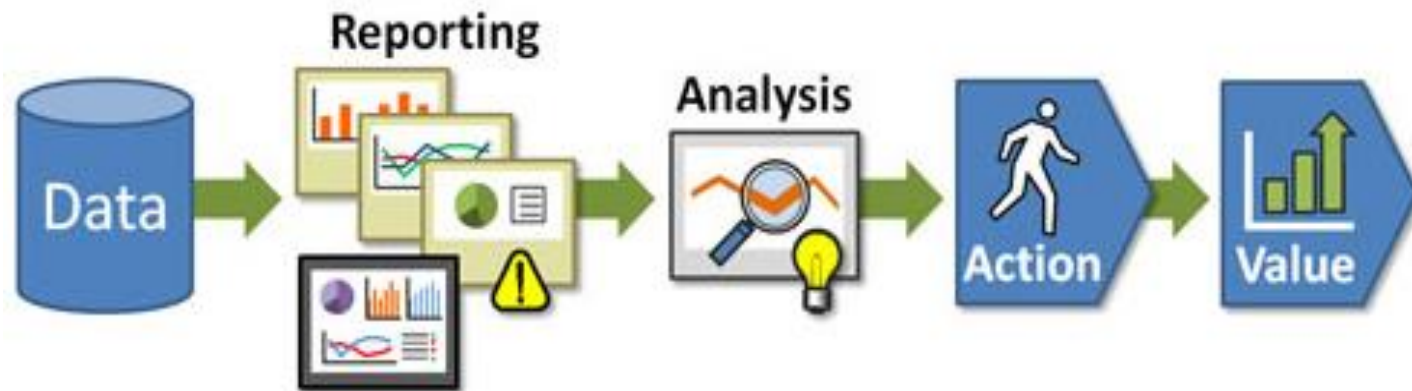 Reporting
Analysis
Data
Action
Value